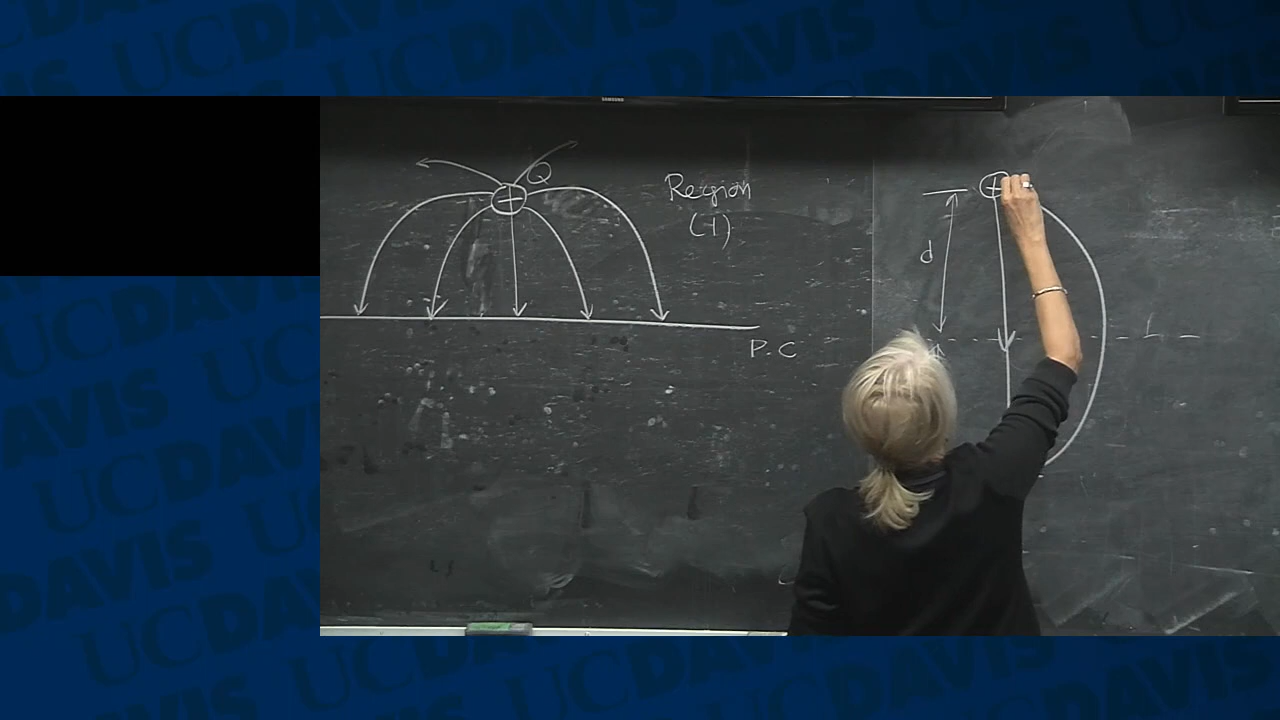 SAMSUNG
Q
+
Region
(1)
P.C
+
d
UCDAVIS